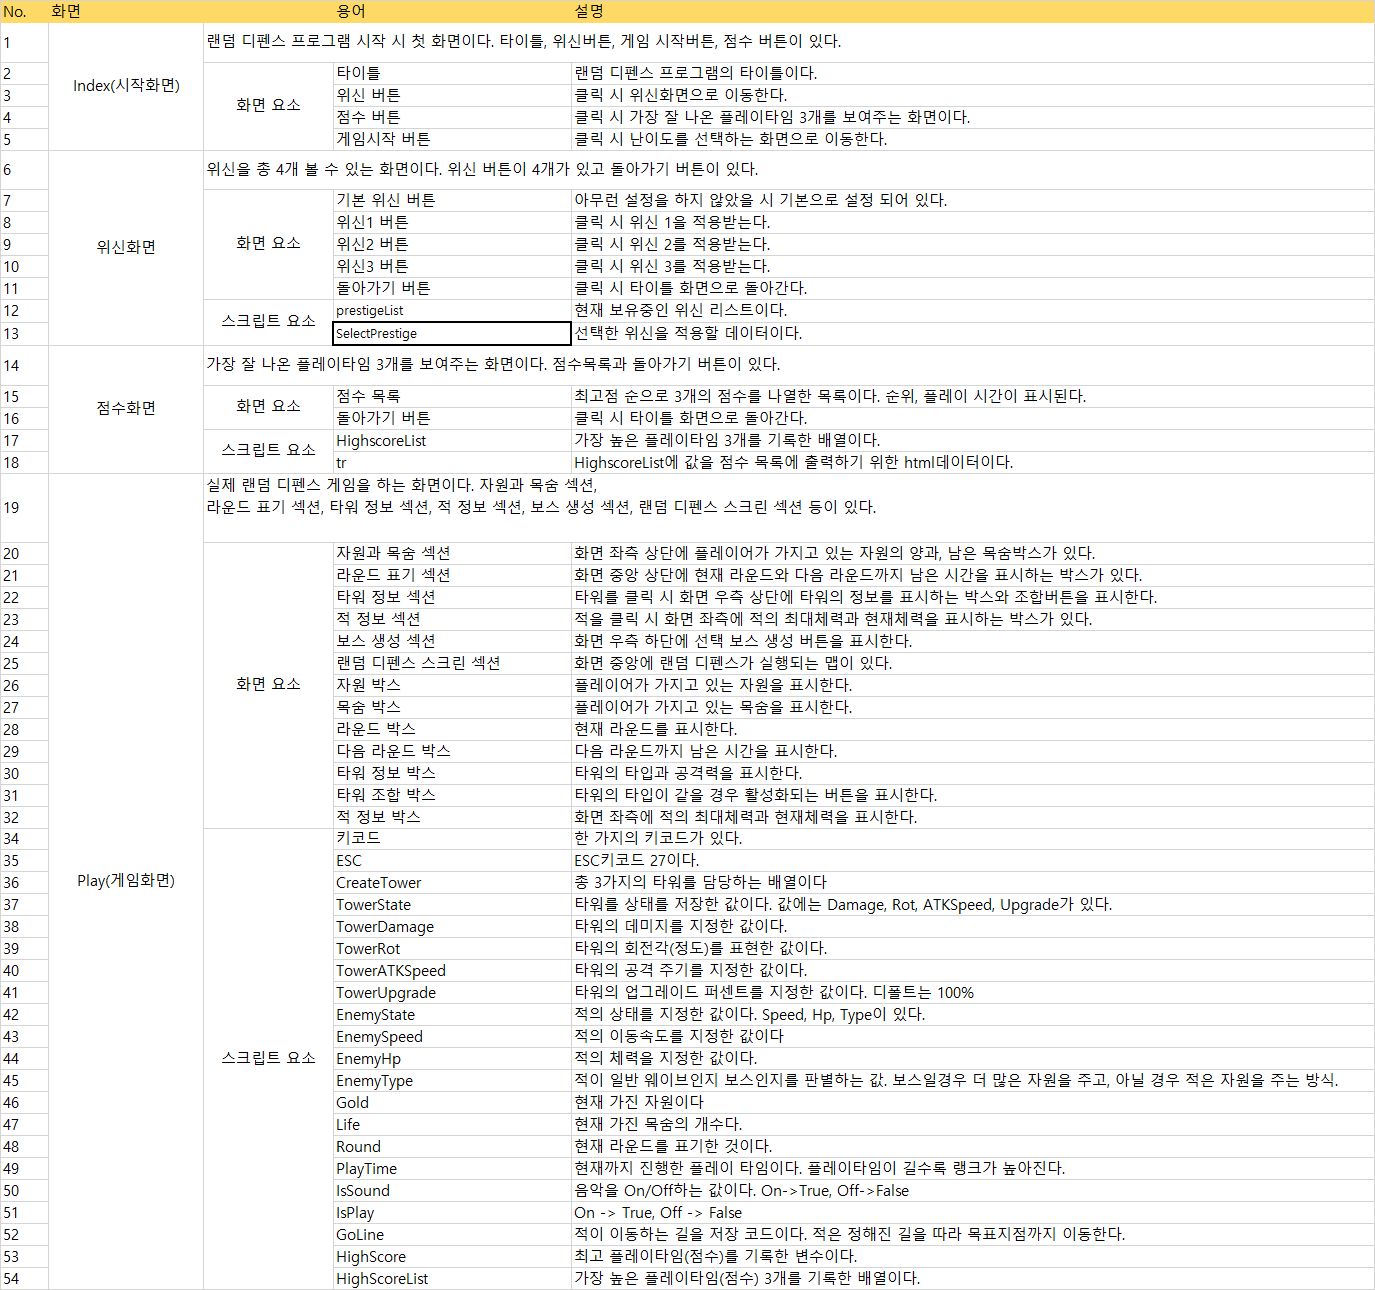 No. 화면 용어 설명
1 랜덤 디펜스 프로그램 시작 시 첫 화면이다. 타이틀, 위신버튼, 게임 시작버튼, 점수 버튼이 있다.
Index(시작화면)
화면 요소
2 타이틀 랜덤 디펜스 프로그램의 타이틀이다.
3 위신 버튼 클릭 시 위신화면으로 이동한다.
4 점수 버튼 클릭 시 가장 잘 나온 플레이타임 3개를 보여주는 화면이다.
5 게임시작 버튼 클릭 시 난이도를 선택하는 화면으로 이동한다.
6 위신을 총 4개 볼 수 있는 화면이다. 위신 버튼이 4개가 있고 돌아가기 버튼이 있다.
위신화면
화면 요소
7 기본 위신 버튼 아무런 설정을 하지 않았을 시 기본으로 설정 되어 있다.
8 위신1 버튼 클릭 시 위신 1을 적용받는다.
9 위신2 버튼 클릭 시 위신 2를 적용받는다.
10 위신3 버튼 클릭 시 위신 3를 적용받는다.
11 돌아가기 버튼 클릭 시 타이틀 화면으로 돌아간다.
스크립트 요소
12 prestigeList 현재 보유중인 위신 리스트이다.
13 SelectPrestige 선택한 위신을 적용할 데이터이다.
14 가장 잘 나온 플레이타임 3개를 보여주는 화면이다. 점수목록과 돌아가기 버튼이 있다.
점수화면
화면 요소
15 점수 목록 최고점 순으로 3개의 점수를 나열한 목록이다. 순위, 플레이 시간이 표시된다.
16 돌아가기 버튼 클릭 시 타이틀 화면으로 돌아간다.
스크립트 요소
17 HighscoreList 가장 높은 플레이타임 3개를 기록한 배열이다.
18 tr HighscoreList에 값을 점수 목록에 출력하기 위한 html데이터이다.
19 실제 랜덤 디펜스 게임을 하는 화면이다. 자원과 목숨 섹션,
라운드 표기 섹션, 타워 정보 섹션, 적 정보 섹션, 보스 생성 섹션, 랜덤 디펜스 스크린 섹션 등이 있다.
Play(게임화면)
화면 요소
20 자원과 목숨 섹션 화면 좌측 상단에 플레이어가 가지고 있는 자원의 양과, 남은 목숨박스가 있다.
21 라운드 표기 섹션 화면 중앙 상단에 현재 라운드와 다음 라운드까지 남은 시간을 표시하는 박스가 있다.
22 타워 정보 섹션 타워를 클릭 시 화면 우측 상단에 타워의 정보를 표시하는 박스와 조합버튼을 표시한다.
23 적 정보 섹션 적을 클릭 시 화면 좌측에 적의 최대체력과 현재체력을 표시하는 박스가 있다.
24 보스 생성 섹션 화면 우측 하단에 선택 보스 생성 버튼을 표시한다.
25 랜덤 디펜스 스크린 섹션 화면 중앙에 랜덤 디펜스가 실행되는 맵이 있다.
26 자원 박스 플레이어가 가지고 있는 자원을 표시한다.
27 목숨 박스 플레이어가 가지고 있는 목숨을 표시한다.
28 라운드 박스 현재 라운드를 표시한다.
29 다음 라운드 박스 다음 라운드까지 남은 시간을 표시한다.
30 타워 정보 박스 타워의 타입과 공격력을 표시한다.
31 타워 조합 박스 타워의 타입이 같을 경우 활성화되는 버튼을 표시한다.
32 적 정보 박스 화면 좌측에 적의 최대체력과 현재체력을 표시한다.
스크립트 요소
34 키코드 한 가지의 키코드가 있다.
35 ESC ESC키코드 27이다.
36 CreateTower 총 3가지의 타워를 담당하는 배열이다
37 TowerState 타워를 상태를 저장한 값이다. 값에는 Damage, Rot, ATKSpeed, Upgrade가 있다.
38 TowerDamage 타워의 데미지를 지정한 값이다.
39 TowerRot 타워의 회전각(정도)를 표현한 값이다.
40 TowerATKSpeed 타워의 공격 주기를 지정한 값이다.
41 TowerUpgrade 타워의 업그레이드 퍼센트를 지정한 값이다. 디폴트는 100%
42 EnemyState 적의 상태를 지정한 값이다. Speed, Hp, Type이 있다.
43 EnemySpeed 적의 이동속도를 지정한 값이다
44 EnemyHp 적의 체력을 지정한 값이다.
45 EnemyType 적이 일반 웨이브인지 보스인지를 판별하는 값. 보스일경우 더 많은 자원을 주고, 아닐 경우 적은 자원을 주는 방식.
46 Gold 현재 가진 자원이다
47 Life 현재 가진 목숨의 개수다.
48 Round 현재 라운드를 표기한 것이다.
49 PlayTime 현재까지 진행한 플레이 타임이다. 플레이타임이 길수록 랭크가 높아진다.
50 IsSound 음악을 On/Off하는 값이다. On->True, Off->False
51 IsPlay On -> True, Off -> False
52 GoLine 적이 이동하는 길을 저장 코드이다. 적은 정해진 길을 따라 목표지점까지 이동한다.
53 HighScore 최고 플레이타임(점수)를 기록한 변수이다.
54 HighScoreList 가장 높은 플레이타임(점수) 3개를 기록한 배열이다.